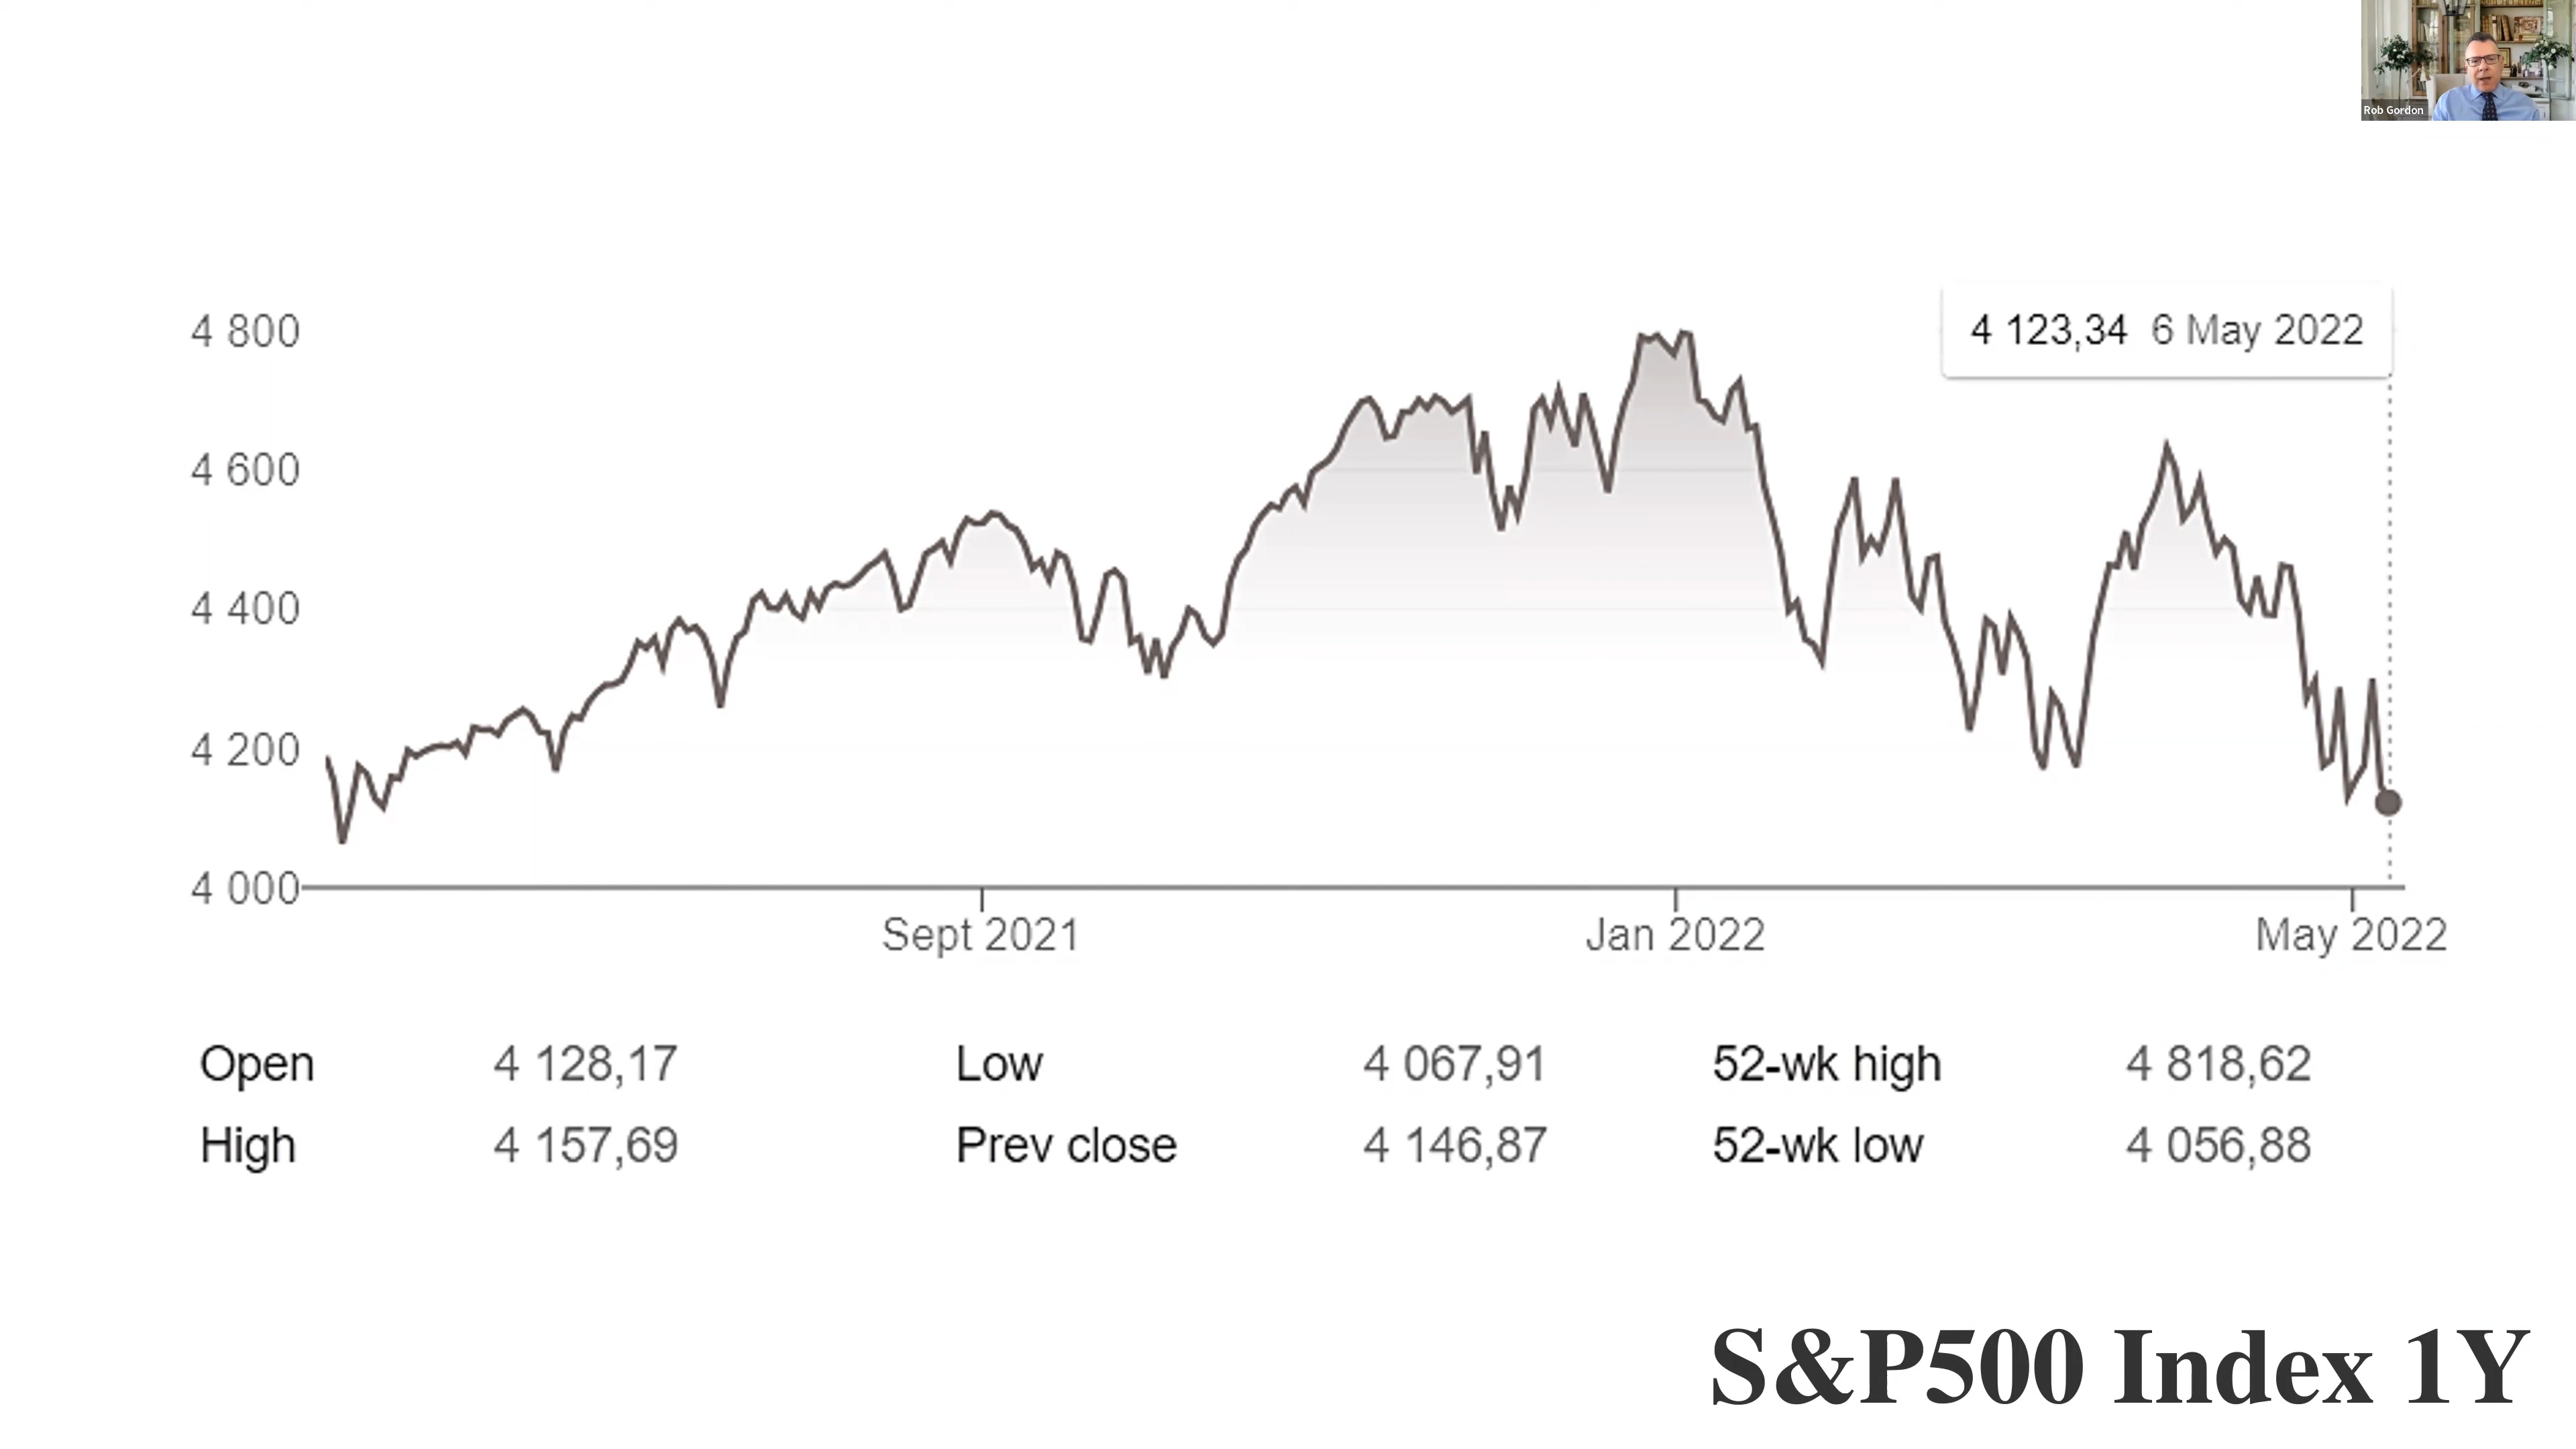 Rob Gordon
4 123,34 6 May 2022
4 800
4 600
4 400
4 200
4 000
Sept 2021 Jan 2022 May 2022
Open 4 128,17 Low 4 067,91 52-wk high 4 818,62
High 4 157,69 Prev close 4 146,87 52-wk low 4 056,88
S&P500 Index 1Y